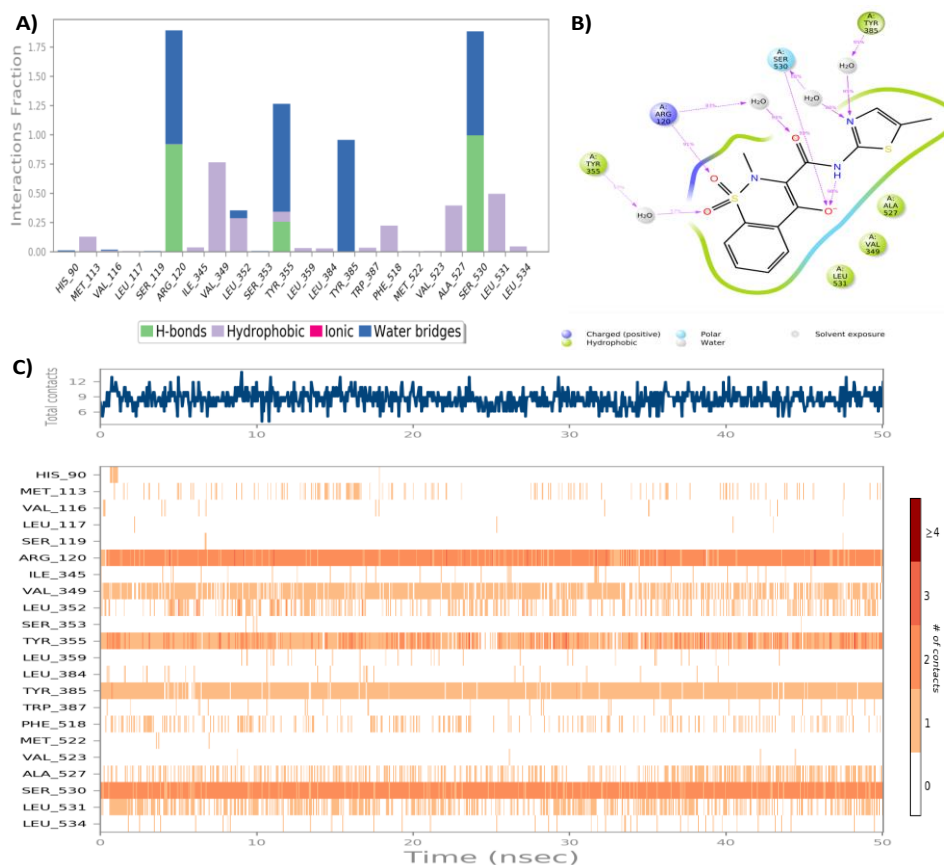 A)
Interactions Fraction
1.75
1.50
1.25
1.00
0.75
0.50
0.25
0.00
HIS_90
MET_113
VAL_116
LEU_117
SER_119
ARG_120
ILE_345
VAL_349
LEU_352
SER_353
TYR_355
LEU_359
LEU_384
TYR_385
TRP_387
PHE_518
MET_522
VAL_523
ALA_527
SER_530
LEU_531
LEU_534
H-bonds Hydrophobic Ionic Water bridges
B)
A:
TYR
385
A:
SER
530
H2O
H2O
A:
ARG
120
H2O
N
S
O
O
N
NH
O
S
O
O-
A:
TYR
355
H2O
A:
ALA
527
A:
VAL
349
A:
LEU
531
Charged (positive) Polar Solvent exposure
Hydrophobic Water
C)
Total contacts
12
9
6
0 10 20 30 40 50
HIS_90
MET_113
VAL_116
LEU_117
SER_119
ARG_120
ILE_345
VAL_349
LEU_352
SER_353
TYR_355
LEU_359
LEU_384
TYR_385
TRP_387
PHE_518
MET_522
VAL_523
ALA_527
SER_530
LEU_531
LEU_534
0 10 20 30 40 50
Time (nsec)
>4
3
2
1
0
# of contacts